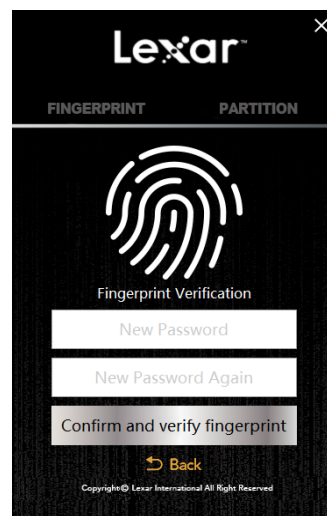 Lexar™
FINGERPRINT PARTITION
Fingerprint Verification
New Password
New Password Again
Confirm and verify fingerprint
Back
Copyright© Lexar International All Right Reserved